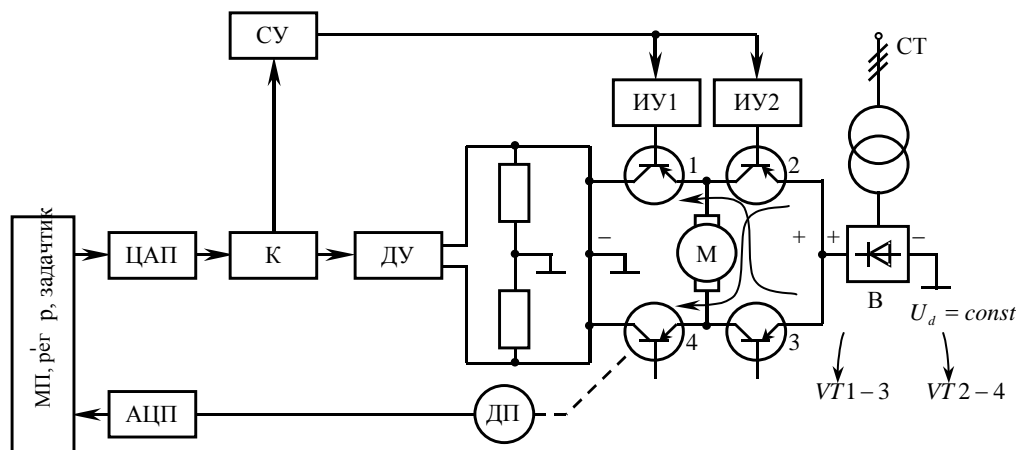 СУ
СТ
ИУ1
ИУ2
1
2
МП, рег р, задачтик
ЦАП
К
ДУ
–
М
+
+
–
В
U_d = const
4
3
VT1–3
VT2–4
АЦП
ДП